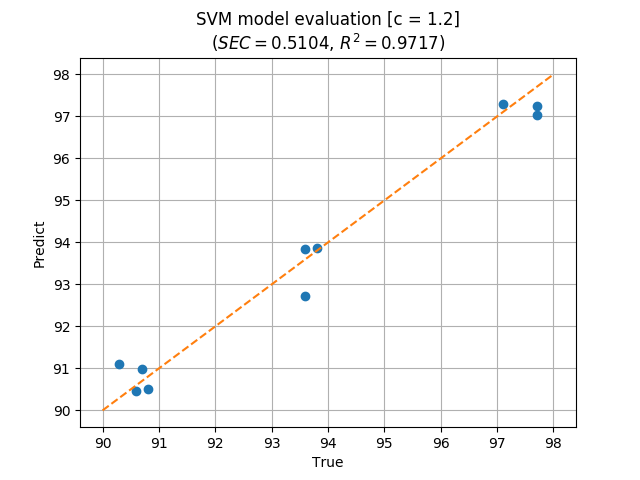 SVM model evaluation [c = 1.2]
(SEC = 0.5104, R² = 0.9717)
98
97
96
95
94
93
92
91
90
Predict
90 91 92 93 94 95 96 97 98
True